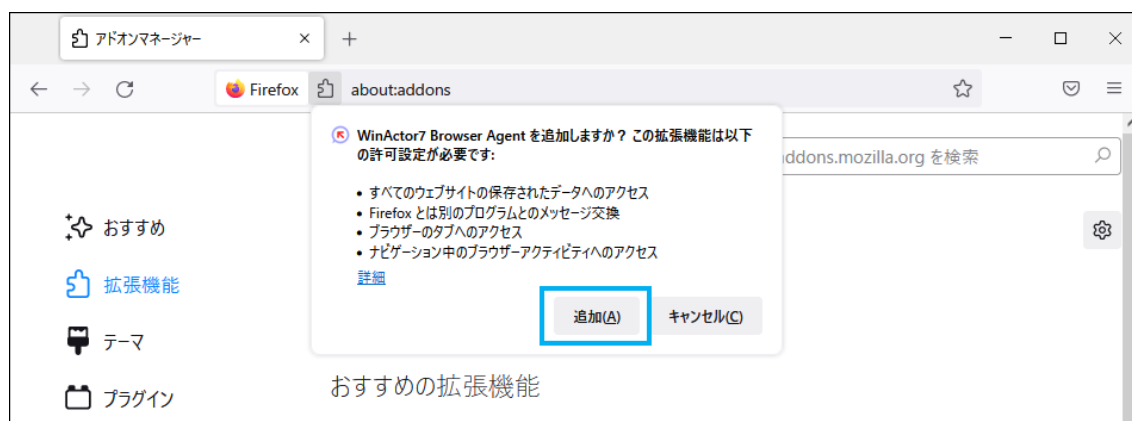 アドオンマネージャー
Firefox about:addons
WinActor7 Browser Agent を追加しますか? この拡張機能は以下
の許可設定が必要です:
• すべてのウェブサイトの保存されたデータへのアクセス
• Firefox とは別のプログラムとのメッセージ交換
• ブラウザーのタブへのアクセス
• ナビゲーション中のブラウザーアクティビティへのアクセス
詳細
追加(A) キャンセル(C)
addons.mozilla.org を検索
おすすめ
拡張機能
テーマ
プラグイン
おすすめの拡張機能